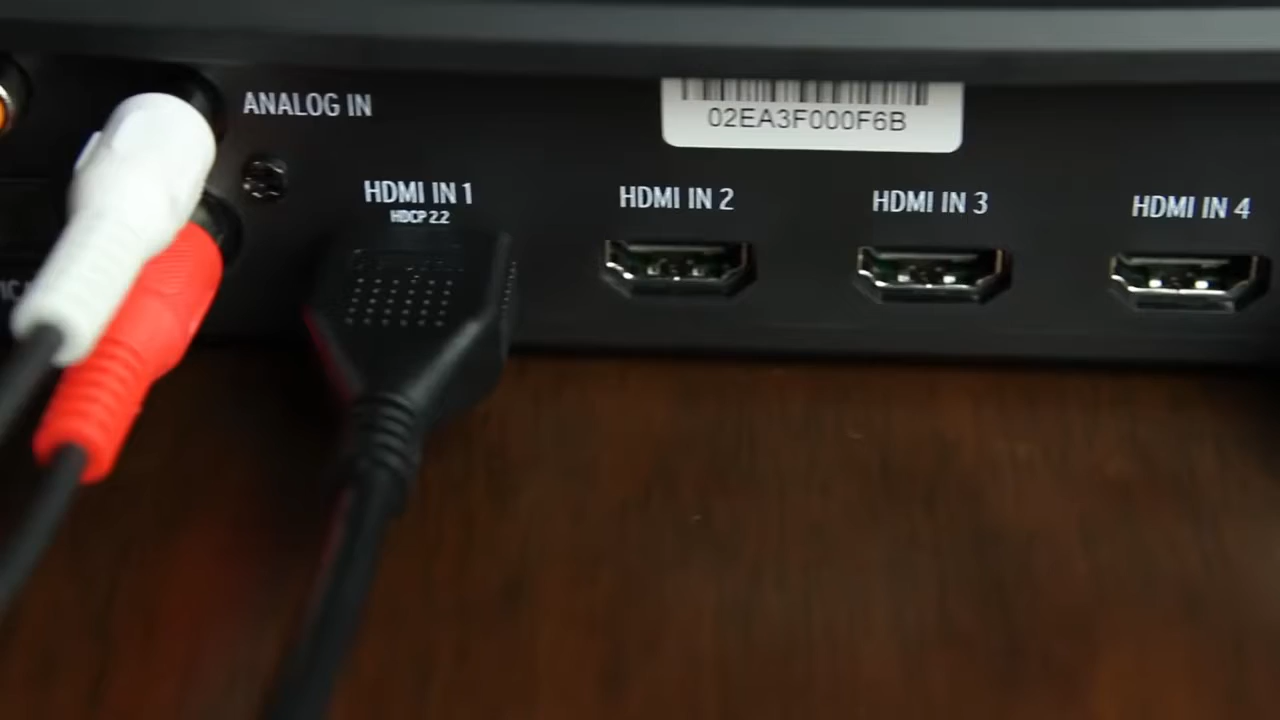 ANALOG IN
02EA3F000F6B
HDMI IN 1
HDCP 2.2
HDMI IN 2
HDMI IN 3
HDMI IN 4